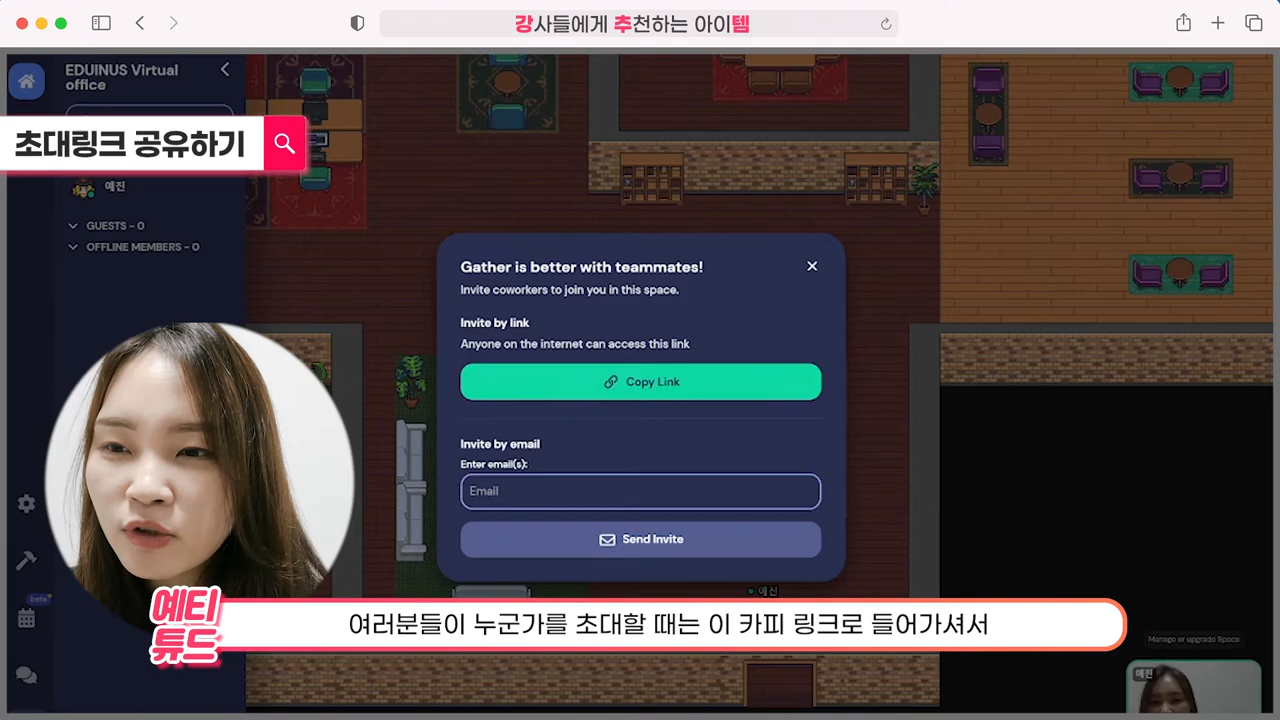 강사들에게 추천하는 아이템
EDUINUS Virtual
office
초대링크 공유하기
예진
GUESTS - 0
OFFLINE MEMBERS - 0
Gather is better with teammates!
Invite coworkers to join you in this space.
Invite by link
Anyone on the internet can access this link
Copy Link
Invite by email
Enter email(s):
Email
Send Invite
beta
예진
예티
튜드
여러분들이 누군가를 초대할 때는 이 카피 링크로 들어가셔서
Manage or upgrade Space
예진